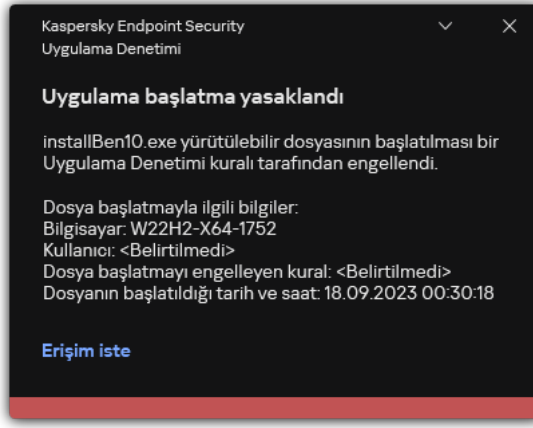 Kaspersky Endpoint Security
Uygulama Denetimi
Uygulama başlatma yasaklandı
installBen10.exe yürütülebilir dosyasının başlatılması bir
Uygulama Denetimi kuralı tarafından engellendi.
Dosya başlatmayla ilgili bilgiler:
Bilgisayar: W22H2-X64-1752
Kullanıcı: <Belirtilmedi>
Dosya başlatmayı engelleyen kural: <Belirtilmedi>
Dosyanın başlatıldığı tarih ve saat: 18.09.2023 00:30:18
Erişim iste